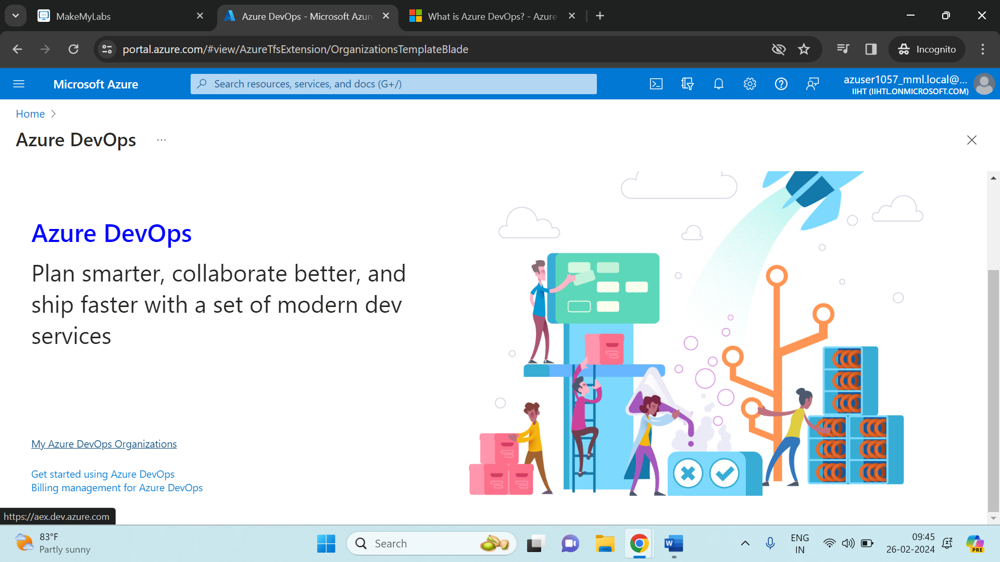 MakeMyLabs
Azure DevOps - Microsoft Azur
What is Azure DevOps? - Azure
portal.azure.com/#view/AzureTfsExtension/OrganizationsTemplateBlade
Incognito
Microsoft Azure
Search resources, services, and docs (G+/)
azuser1057_mml.local@...
IIHT (IIHTL.ONMICROSOFT.COM)
Home
Azure DevOps
...
Azure DevOps
Plan smarter, collaborate better, and
ship faster with a set of modern dev
services
My Azure DevOps Organizations
Get started using Azure DevOps
Billing management for Azure DevOps
https://aex.dev.azure.com
83°F
Partly sunny
Search
W
ENG
IN
09:45
26-02-2024
PRE